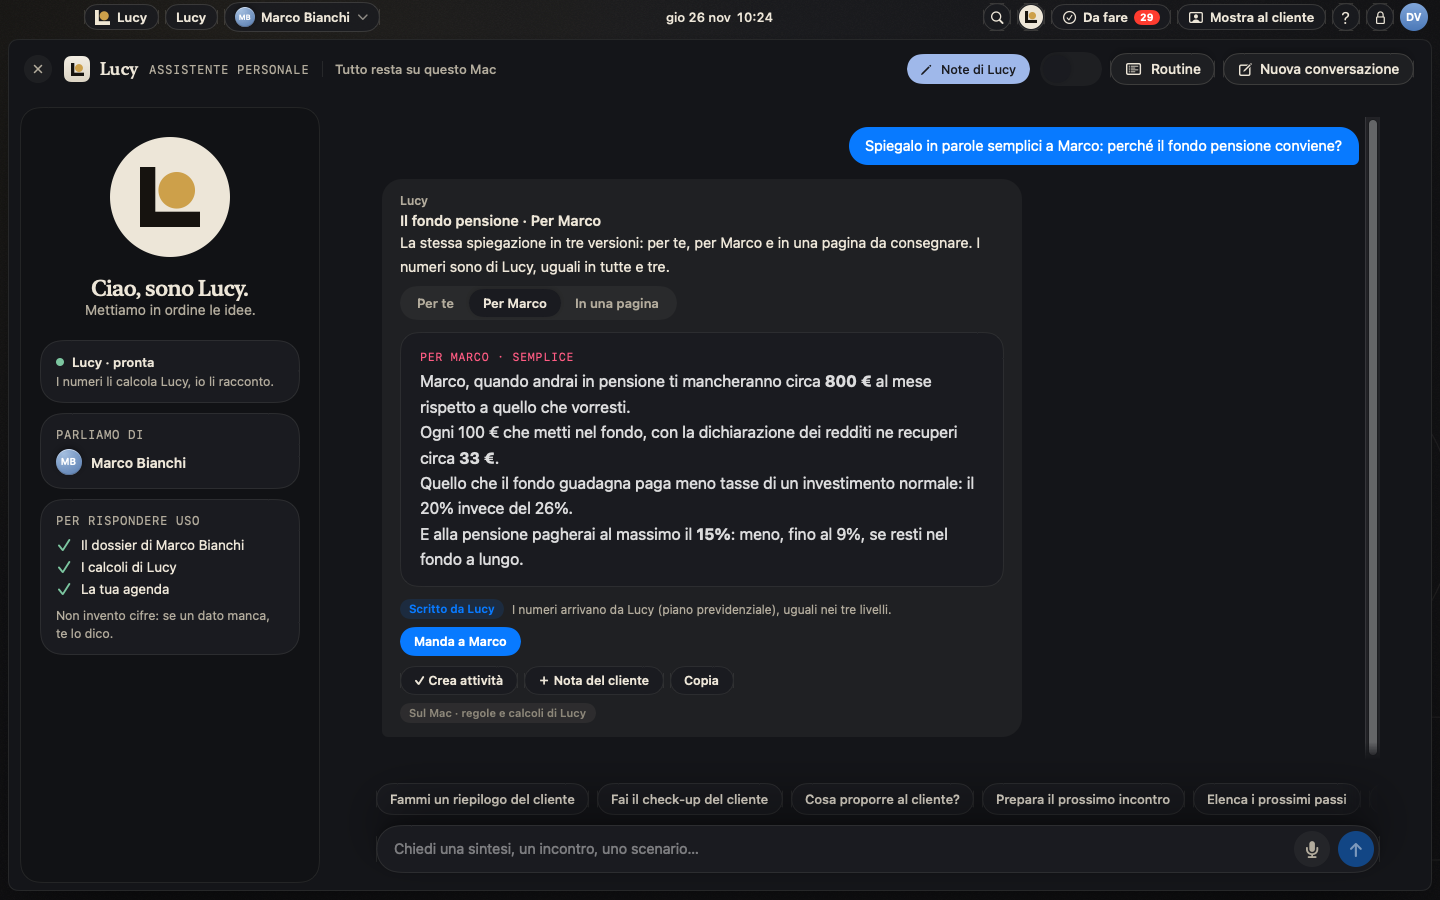 Lucy
Lucy
MB Marco Bianchi
gio 26 nov 10:24
Da fare 29
Mostra al cliente
?
DV
Lucy ASSISTENTE PERSONALE
Tutto resta su questo Mac
Note di Lucy
Routine
Nuova conversazione
Ciao, sono Lucy.
Mettiamo in ordine le idee.
Lucy · pronta
I numeri li calcola Lucy, io li racconto.
PARLIAMO DI
MB Marco Bianchi
PER RISPONDERE USO
Il dossier di Marco Bianchi
I calcoli di Lucy
La tua agenda
Non invento cifre: se un dato manca,
te lo dico.
Spiegalo in parole semplici a Marco: perché il fondo pensione conviene?
Lucy
Il fondo pensione · Per Marco
La stessa spiegazione in tre versioni: per te, per Marco e in una pagina da consegnare. I
numeri sono di Lucy, uguali in tutte e tre.
Per te
Per Marco
In una pagina
PER MARCO · SEMPLICE
Marco, quando andrai in pensione ti mancheranno circa 800 € al mese
rispetto a quello che vorresti.
Ogni 100 € che metti nel fondo, con la dichiarazione dei redditi ne recuperi
circa 33 €.
Quello che il fondo guadagna paga meno tasse di un investimento normale: il
20% invece del 26%.
E alla pensione pagherai al massimo il 15%: meno, fino al 9%, se resti nel
fondo a lungo.
Scritto da Lucy
I numeri arrivano da Lucy (piano previdenziale), uguali nei tre livelli.
Manda a Marco
✓ Crea attività
+ Nota del cliente
Copia
Sul Mac · regole e calcoli di Lucy
Fammi un riepilogo del cliente
Fai il check-up del cliente
Cosa proporre al cliente?
Prepara il prossimo incontro
Elenca i prossimi passi
Chiedi una sintesi, un incontro, uno scenario...